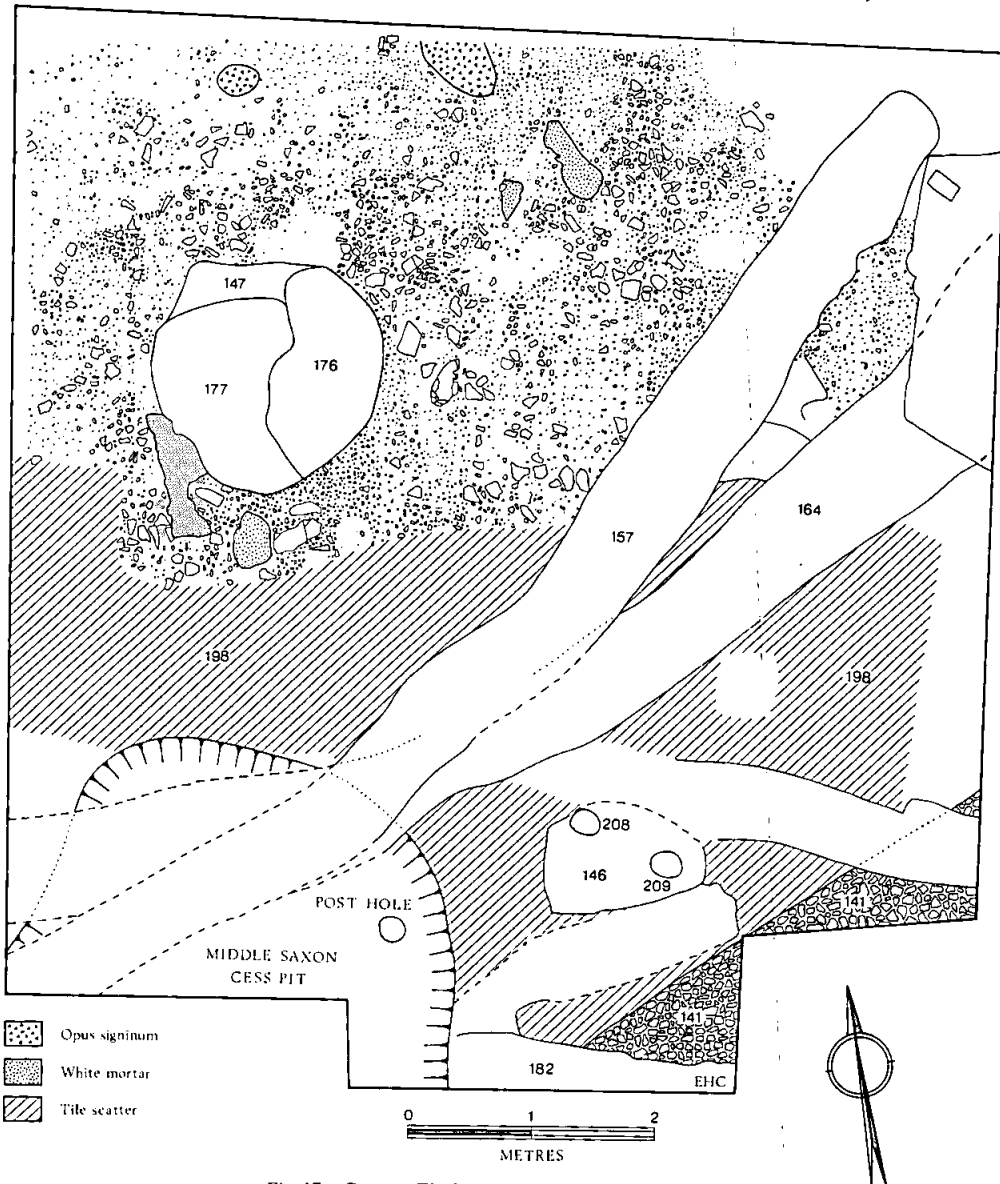 147
177
176
157
164
198
198
208
146
209
141
POST HOLE
MIDDLE SAXON
CESS PIT
141
182
EHC
Opus signinum
White mortar
Tile scatter
0 1 2
METRES